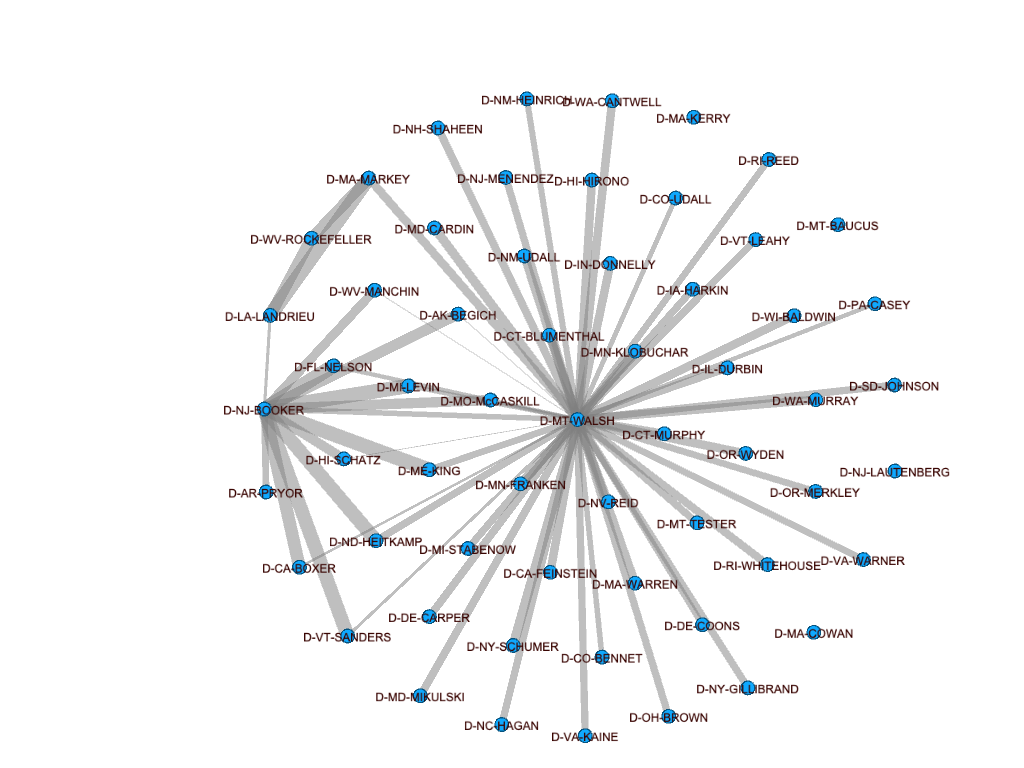 D-NM-HEINRICH
D-WA-CANTWELL
D-MA-KERRY
D-NH-SHAHEEN
D-RI-REED
D-MA-MARKEY
D-NJ-MENENDEZ
D-HI-HIRONO
D-CO-UDALL
D-MT-BAUCUS
D-MD-CARDIN
D-WV-ROCKEFELLER
D-VT-LEAHY
D-NM-UDALL
D-IN-DONNELLY
D-WV-MANCHIN
D-IA-HARKIN
D-PA-CASEY
D-LA-LANDRIEU
D-AK-BEGICH
D-WI-BALDWIN
D-CT-BLUMENTHAL
D-MN-KLOBUCHAR
D-FL-NELSON
D-IL-DURBIN
D-MI-LEVIN
D-SD-JOHNSON
D-MO-McCASKILL
D-WA-MURRAY
D-NJ-BOOKER
D-MT-WALSH
D-CT-MURPHY
D-OR-WYDEN
D-HI-SCHATZ
D-ME-KING
D-NJ-LAUTENBERG
D-MN-FRANKEN
D-AR-PRYOR
D-OR-MERKLEY
D-NV-REID
D-MT-TESTER
D-ND-HEITKAMP
D-MI-STABENOW
D-VA-WARNER
D-RI-WHITEHOUSE
D-CA-BOXER
D-CA-FEINSTEIN
D-MA-WARREN
D-DE-CARPER
D-DE-COONS
D-MA-COWAN
D-VT-SANDERS
D-NY-SCHUMER
D-CO-BENNET
D-NY-GILLIBRAND
D-MD-MIKULSKI
D-OH-BROWN
D-NC-HAGAN
D-VA-KAINE